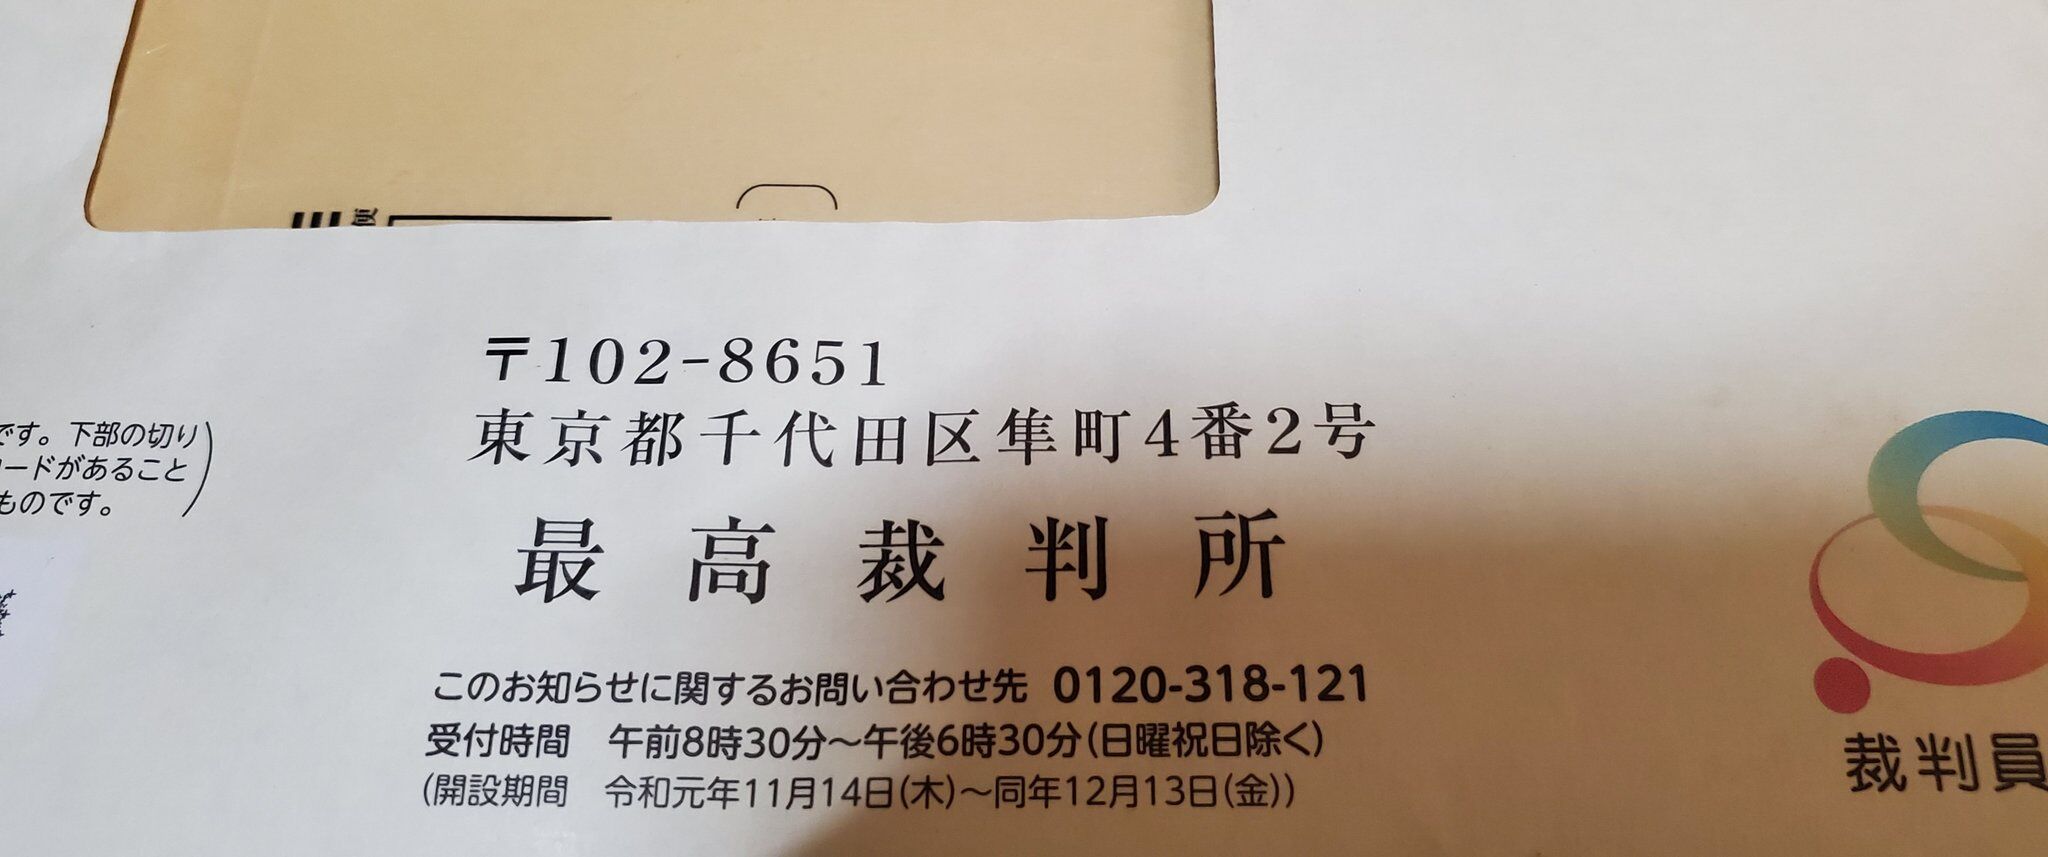 便
〒102-8651
東京都千代田区隼町4番2号
最高裁判所
です。下部の切り
ードがあること
ものです。
このお知らせに関するお問い合わせ先 0120-318-121
受付時間 午前8時30分～午後6時30分(日曜祝日除く)
(開設期間 令和元年11月14日(木)～同年12月13日(金))
裁判員